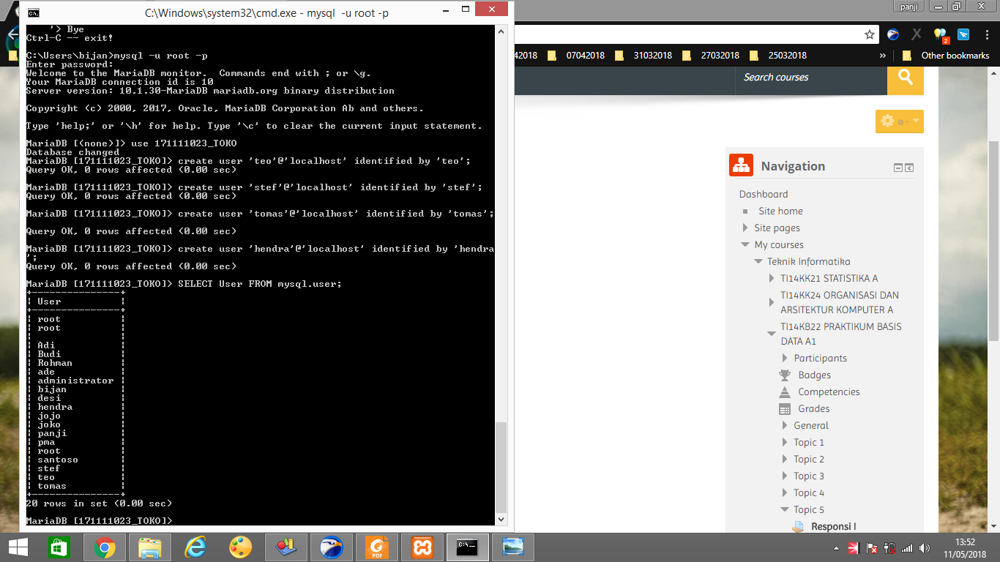 C:\Windows\system32\cmd.exe - mysql -u root -p
'> Bye
Ctrl-C -- exit!
C:\Users\bijan>mysql -u root -p
Enter password:
Welcome to the MariaDB monitor.  Commands end with ; or \g.
Your MariaDB connection id is 10
Server version: 10.1.30-MariaDB mariadb.org binary distribution
Copyright (c) 2000, 2017, Oracle, MariaDB Corporation Ab and others.
Type 'help;' or '\h' for help. Type '\c' to clear the current input statement.
MariaDB [(none)]> use 171111023_TOKO
Database changed
MariaDB [171111023_TOKO]> create user 'teo'@'localhost' identified by 'teo';
Query OK, 0 rows affected (0.00 sec)
MariaDB [171111023_TOKO]> create user 'stef'@'localhost' identified by 'stef';
Query OK, 0 rows affected (0.00 sec)
MariaDB [171111023_TOKO]> create user 'tomas'@'localhost' identified by 'tomas';
Query OK, 0 rows affected (0.00 sec)
MariaDB [171111023_TOKO]> create user 'hendra'@'localhost' identified by 'hendra
';
Query OK, 0 rows affected (0.00 sec)
MariaDB [171111023_TOKO]> SELECT User FROM mysql.user;
+---------------+
| User          |
+---------------+
| root          |
| root          |
|               |
| Adi           |
| Budi          |
| Rohman        |
| ade           |
| administrator |
| bijan         |
| desi          |
| hendra        |
| jojo          |
| joko          |
| panji         |
| pma           |
| root          |
| santoso       |
| stef          |
| teo           |
| tomas         |
+---------------+
20 rows in set (0.00 sec)
MariaDB [171111023_TOKO]>
panji
2
42018 07042018 31032018 27032018 25032018 » Other bookmarks
Search courses
Navigation
Dashboard
Site home
Site pages
My courses
Teknik Informatika
TI14KK21 STATISTIKA A
TI14KK24 ORGANISASI DAN
ARSITEKTUR KOMPUTER A
TI14KB22 PRAKTIKUM BASIS
DATA A1
Participants
Badges
Competencies
Grades
General
Topic 1
Topic 2
Topic 3
Topic 4
Topic 5
Responsi I
PDF
C:\_
13:52
11/05/2018